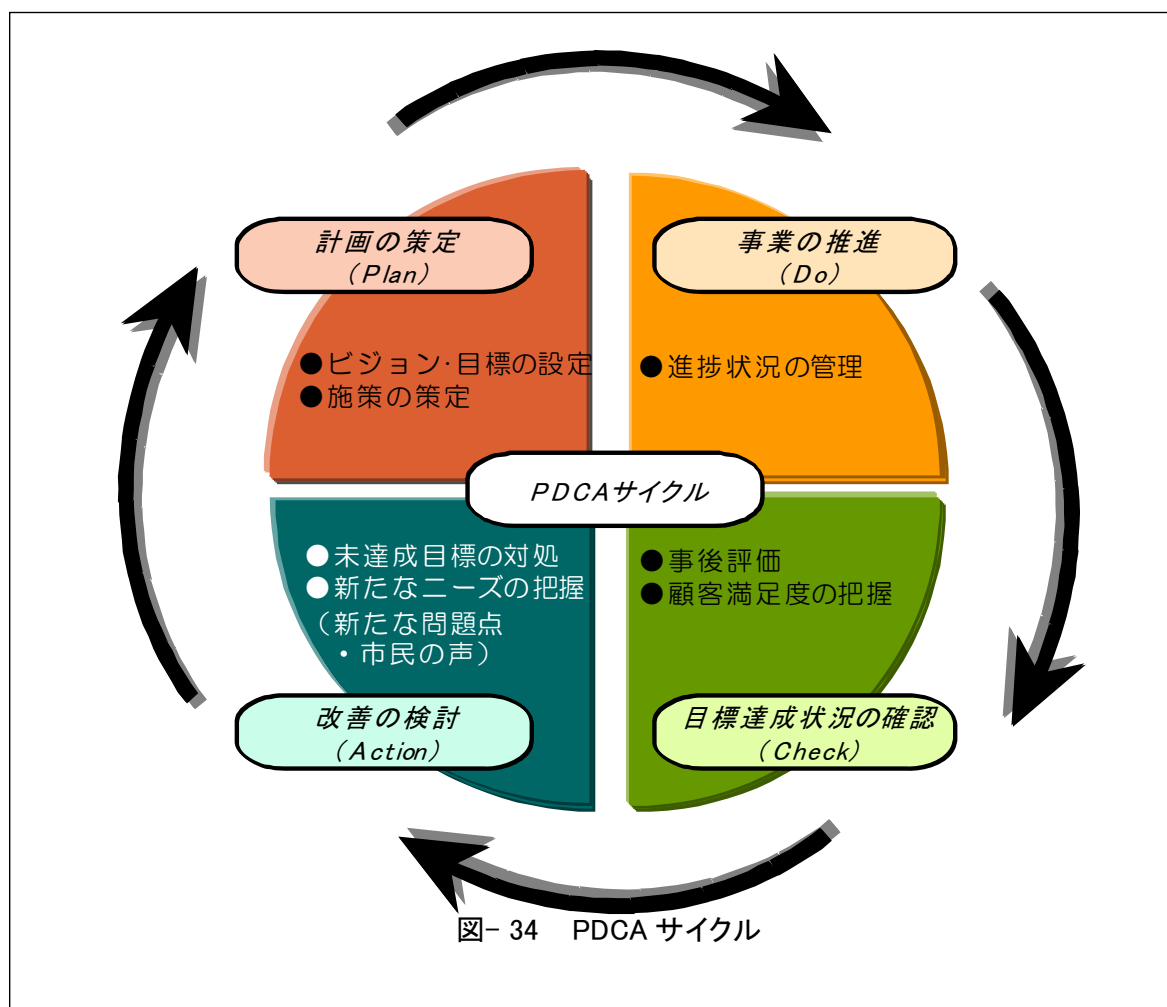 計画の策定
(Plan)
●ビジョン・目標の設定
●施策の策定
事業の推進
(Do)
●進捗状況の管理
PDCAサイクル
●未達成目標の対処
●新たなニーズの把握
(新たな問題点
・市民の声)
改善の検討
(Action)
●事後評価
●顧客満足度の把握
目標達成状況の確認
(Check)
図- 34　PDCA サイクル